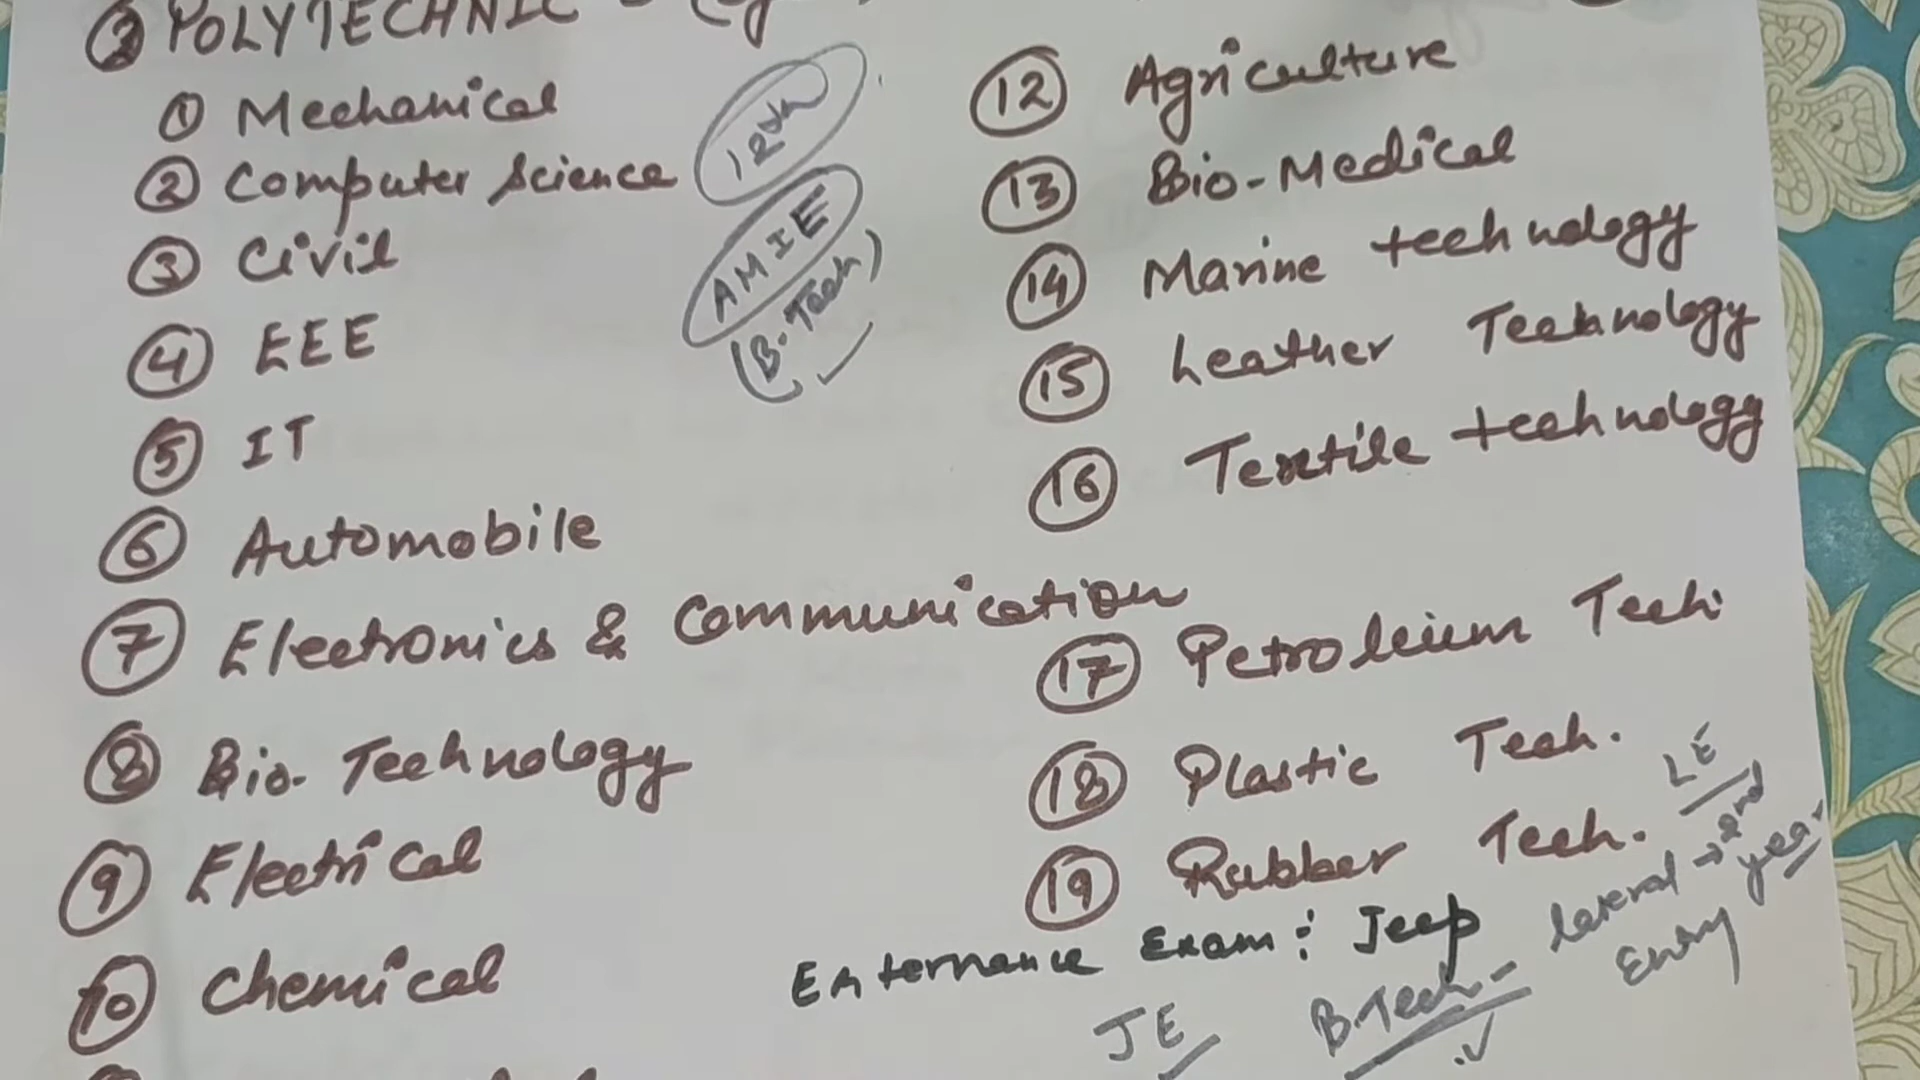 ② POLYTECHNIC
① Mechanical
② Computer Science
③ Civil
④ EEE
⑤ IT
⑥ Automobile
⑦ Electronics & Communication
⑧ Bio. Technology
⑨ Electrical
⑩ Chemical
12th
AMIE
(B.Tech)
⑫ Agriculture
⑬ Bio-Medical
⑭ Marine technology
⑮ Leather Technology
⑯ Textile technology
⑰ Petroleium Tech.
⑱ Plastic Tech.
⑲ Rubber Tech.
Enternance Exam: Jeep
JE
B.Tech - lateral → 2nd year
Entry
LE